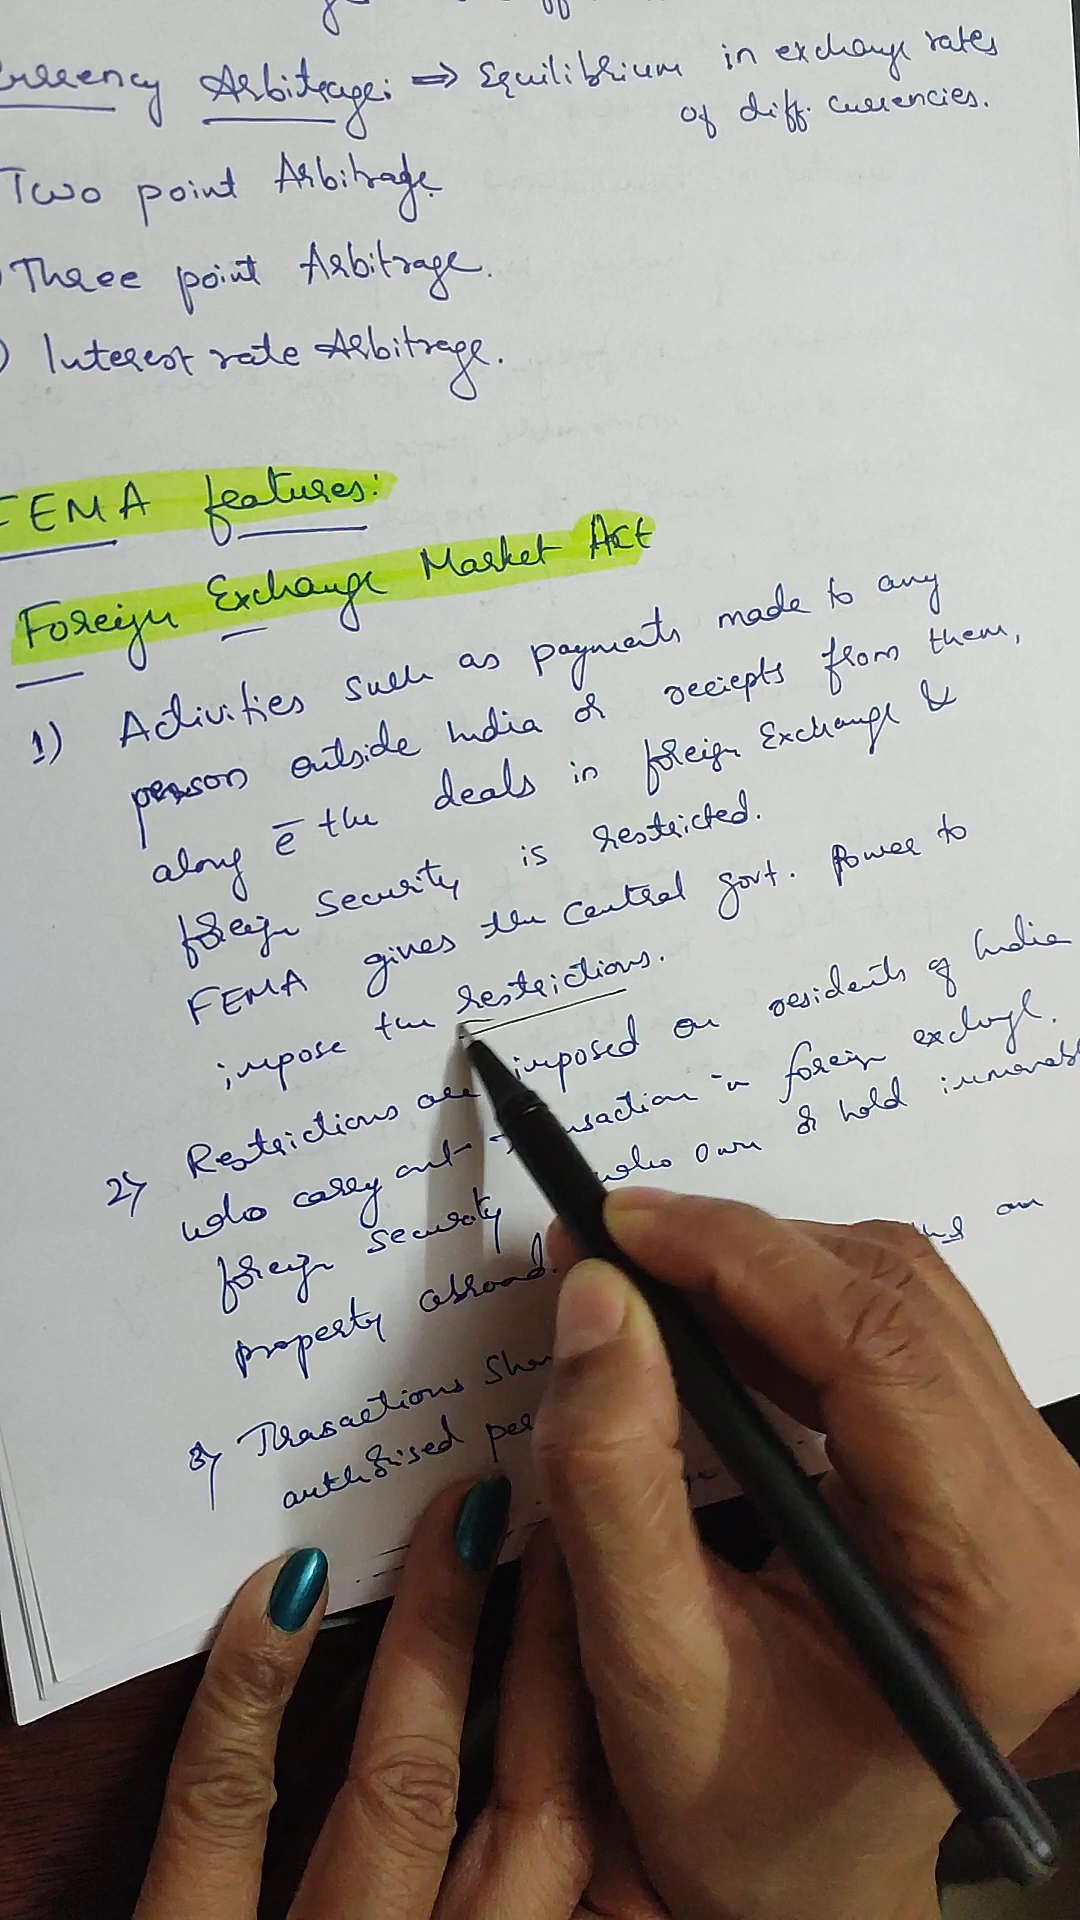 Currency Arbitrage: ⇒ Equilibrium in exchange rates
of diff. currencies.
Two point Arbitrage.
Three point Arbitrage.
) Interest rate Arbitrage.
FEMA features:
Foreign Exchange Market Act
1) Activities such as payments made to any
person outside India or reciepts from them,
along c̅ the deals in foreign Exchange &
foreign security is restricted.
FEMA gives the Central govt. Power to
impose the restrictions.
2) Restrictions are imposed on residents of India
who carry out in foreign exchange.
foreign security who own or hold
property abroad.
3) Trasactions
authorised an